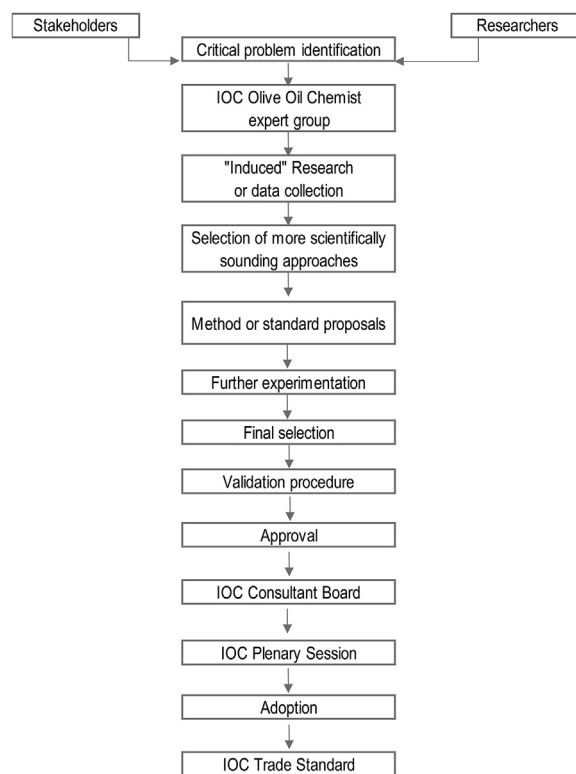 Stakeholders
Researchers
Critical problem identification
IOC Olive Oil Chemist
expert group
"Induced" Research
or data collection
Selection of more scientifically
sounding approaches
Method or standard proposals
Further experimentation
Final selection
Validation procedure
Approval
IOC Consultant Board
IOC Plenary Session
Adoption
IOC Trade Standard